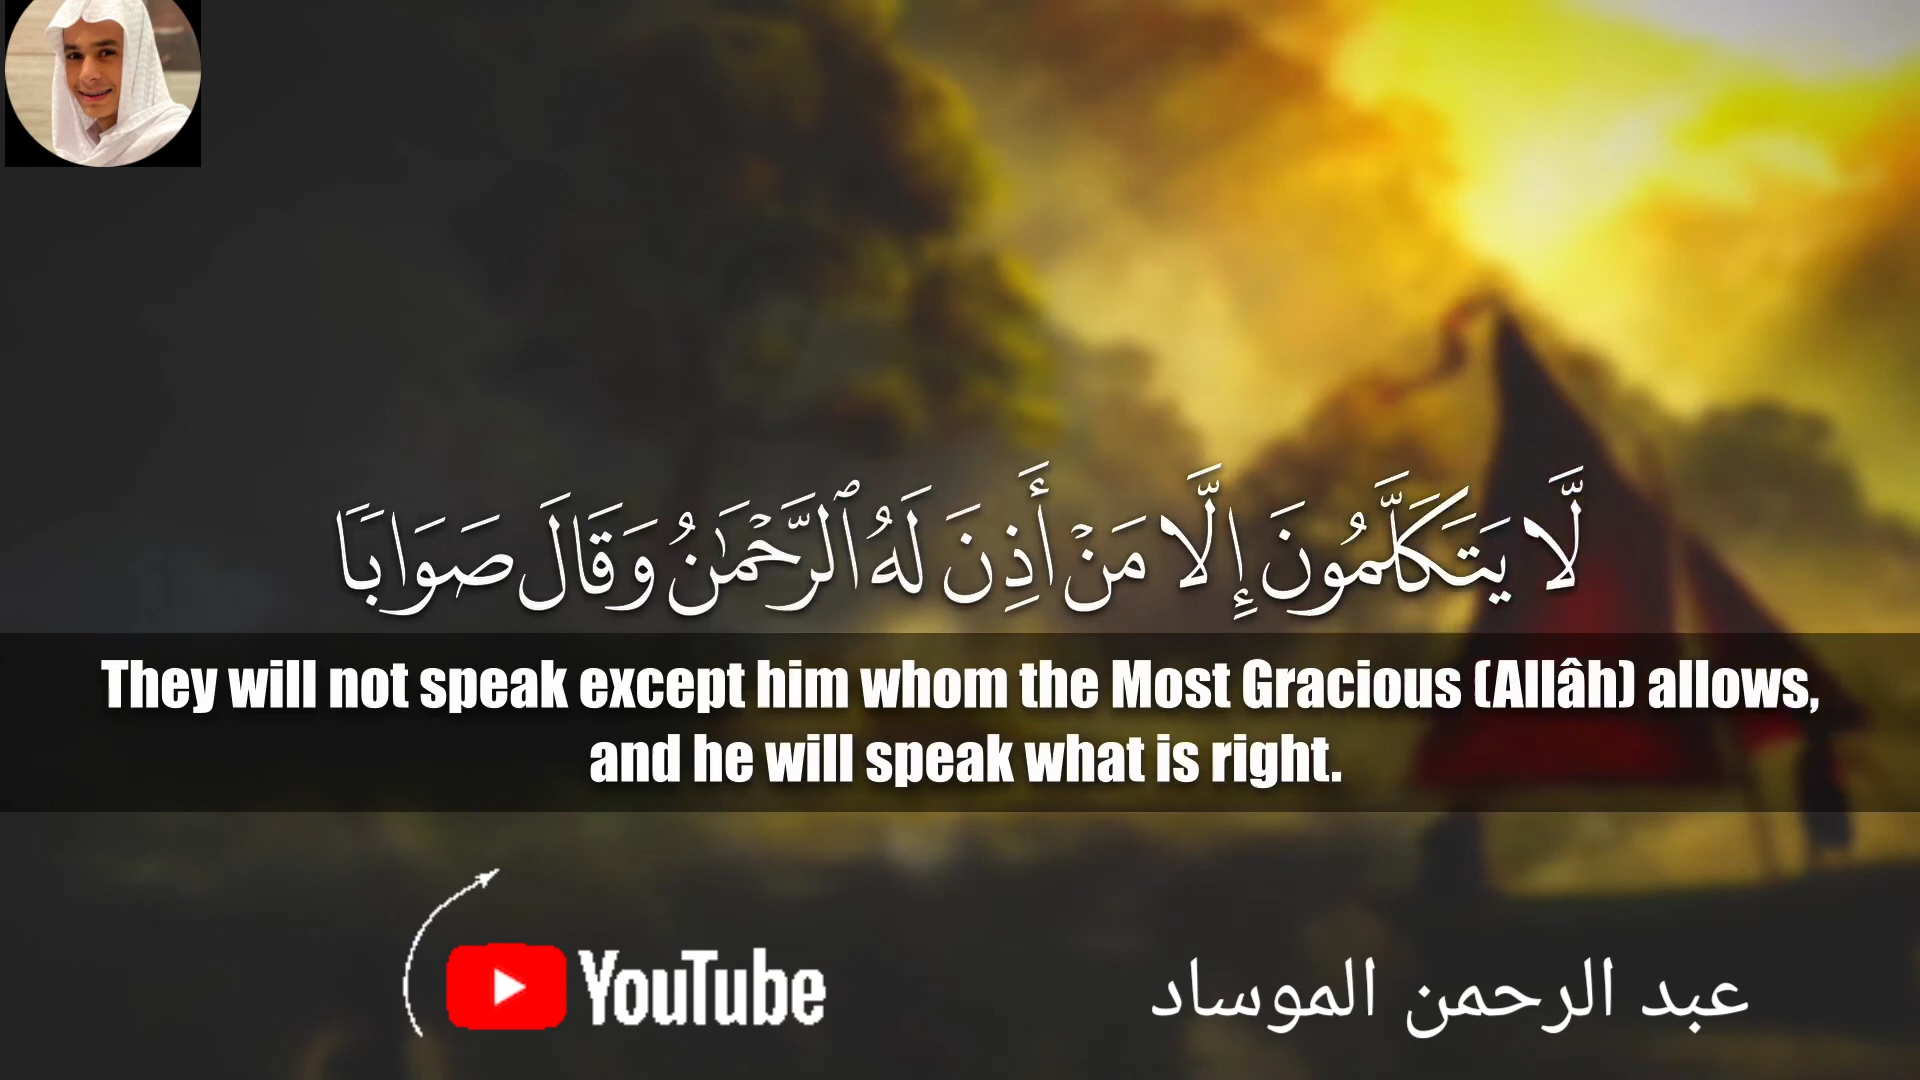 لَّا يَتَكَلَّمُونَ إِلَّا مَنْ أَذِنَ لَهُ ٱلرَّحْمَـٰنُ وَقَالَ صَوَابًا
They will not speak except him whom the Most Gracious (Allâh) allows,
and he will speak what is right.
YouTube
عبد الرحمن الموساد